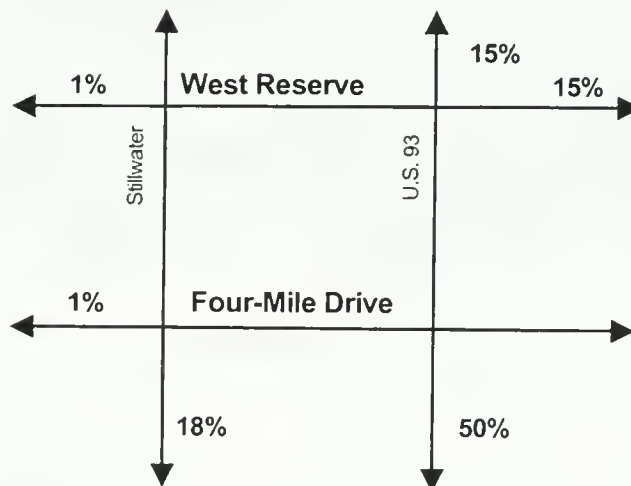 15%
1%
West Reserve
15%
Stillwater
U.S. 93
1%
Four-Mile Drive
18%
50%